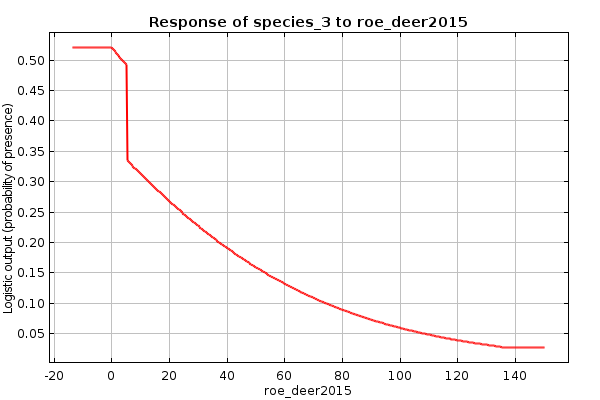 Response of species_3 to roe_deer2015
Logistic output (probability of presence)
0.50
0.45
0.40
0.35
0.30
0.25
0.20
0.15
0.10
0.05
-20 0 20 40 60 80 100 120 140
roe_deer2015